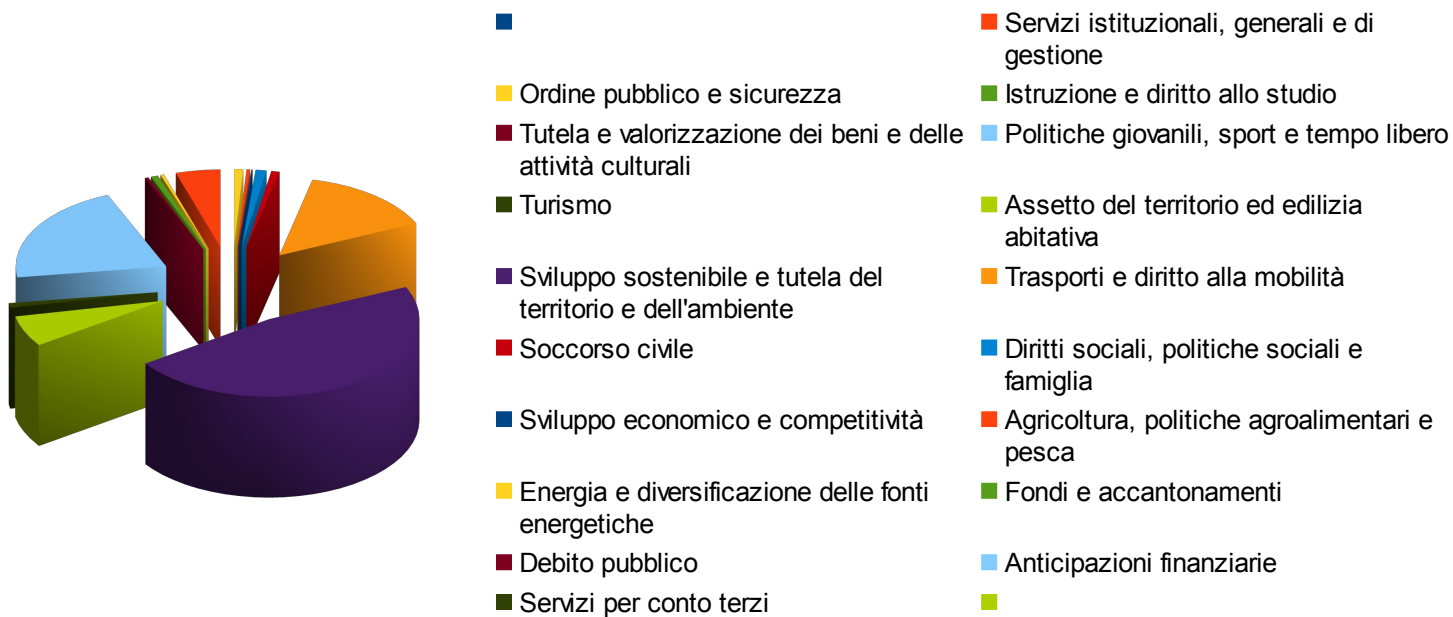 Servizi istituzionali, generali e di
gestione
Ordine pubblico e sicurezza
Istruzione e diritto allo studio
Tutela e valorizzazione dei beni e delle
attività culturali
Politiche giovanili, sport e tempo libero
Turismo
Assetto del territorio ed edilizia
abitativa
Sviluppo sostenibile e tutela del
territorio e dell'ambiente
Trasporti e diritto alla mobilità
Soccorso civile
Diritti sociali, politiche sociali e
famiglia
Sviluppo economico e competitività
Agricoltura, politiche agroalimentari e
pesca
Energia e diversificazione delle fonti
energetiche
Fondi e accantonamenti
Debito pubblico
Anticipazioni finanziarie
Servizi per conto terzi